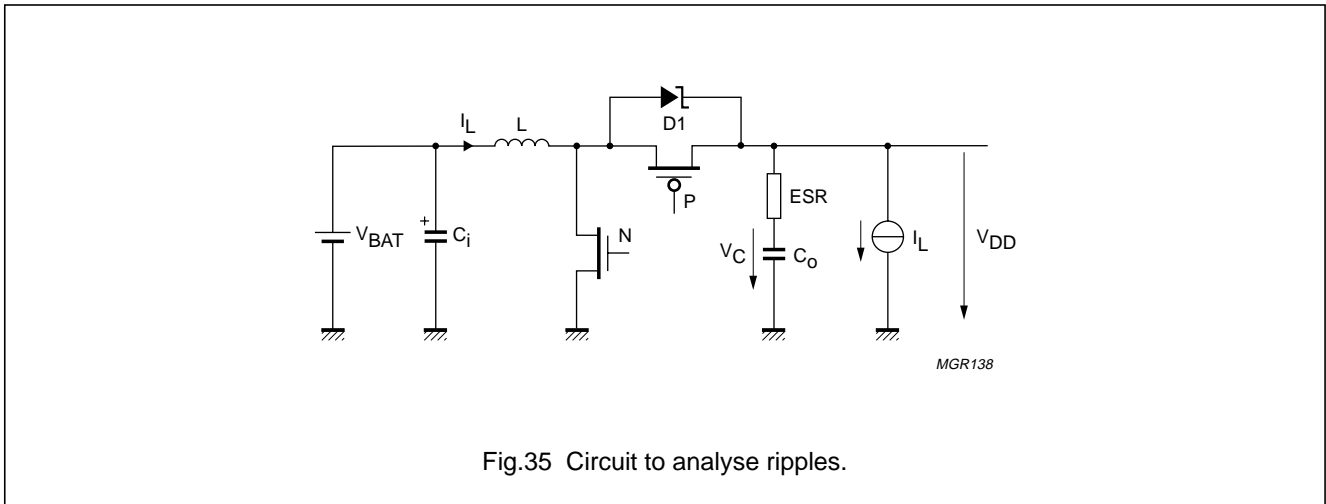 D1
I_L
L
P
ESR
V_BAT
+
C_i
N
V_C
C_o
I_L
V_DD
MGR138
Fig.35 Circuit to analyse ripples.